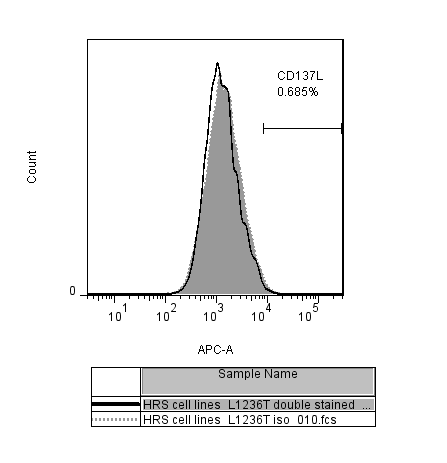 CD137L
0.685%
Count
0
10^1 10^2 10^3 10^4 10^5
APC-A
Sample Name
HRS cell lines L1236T double stained ...
HRS cell lines L1236T iso 010.fcs